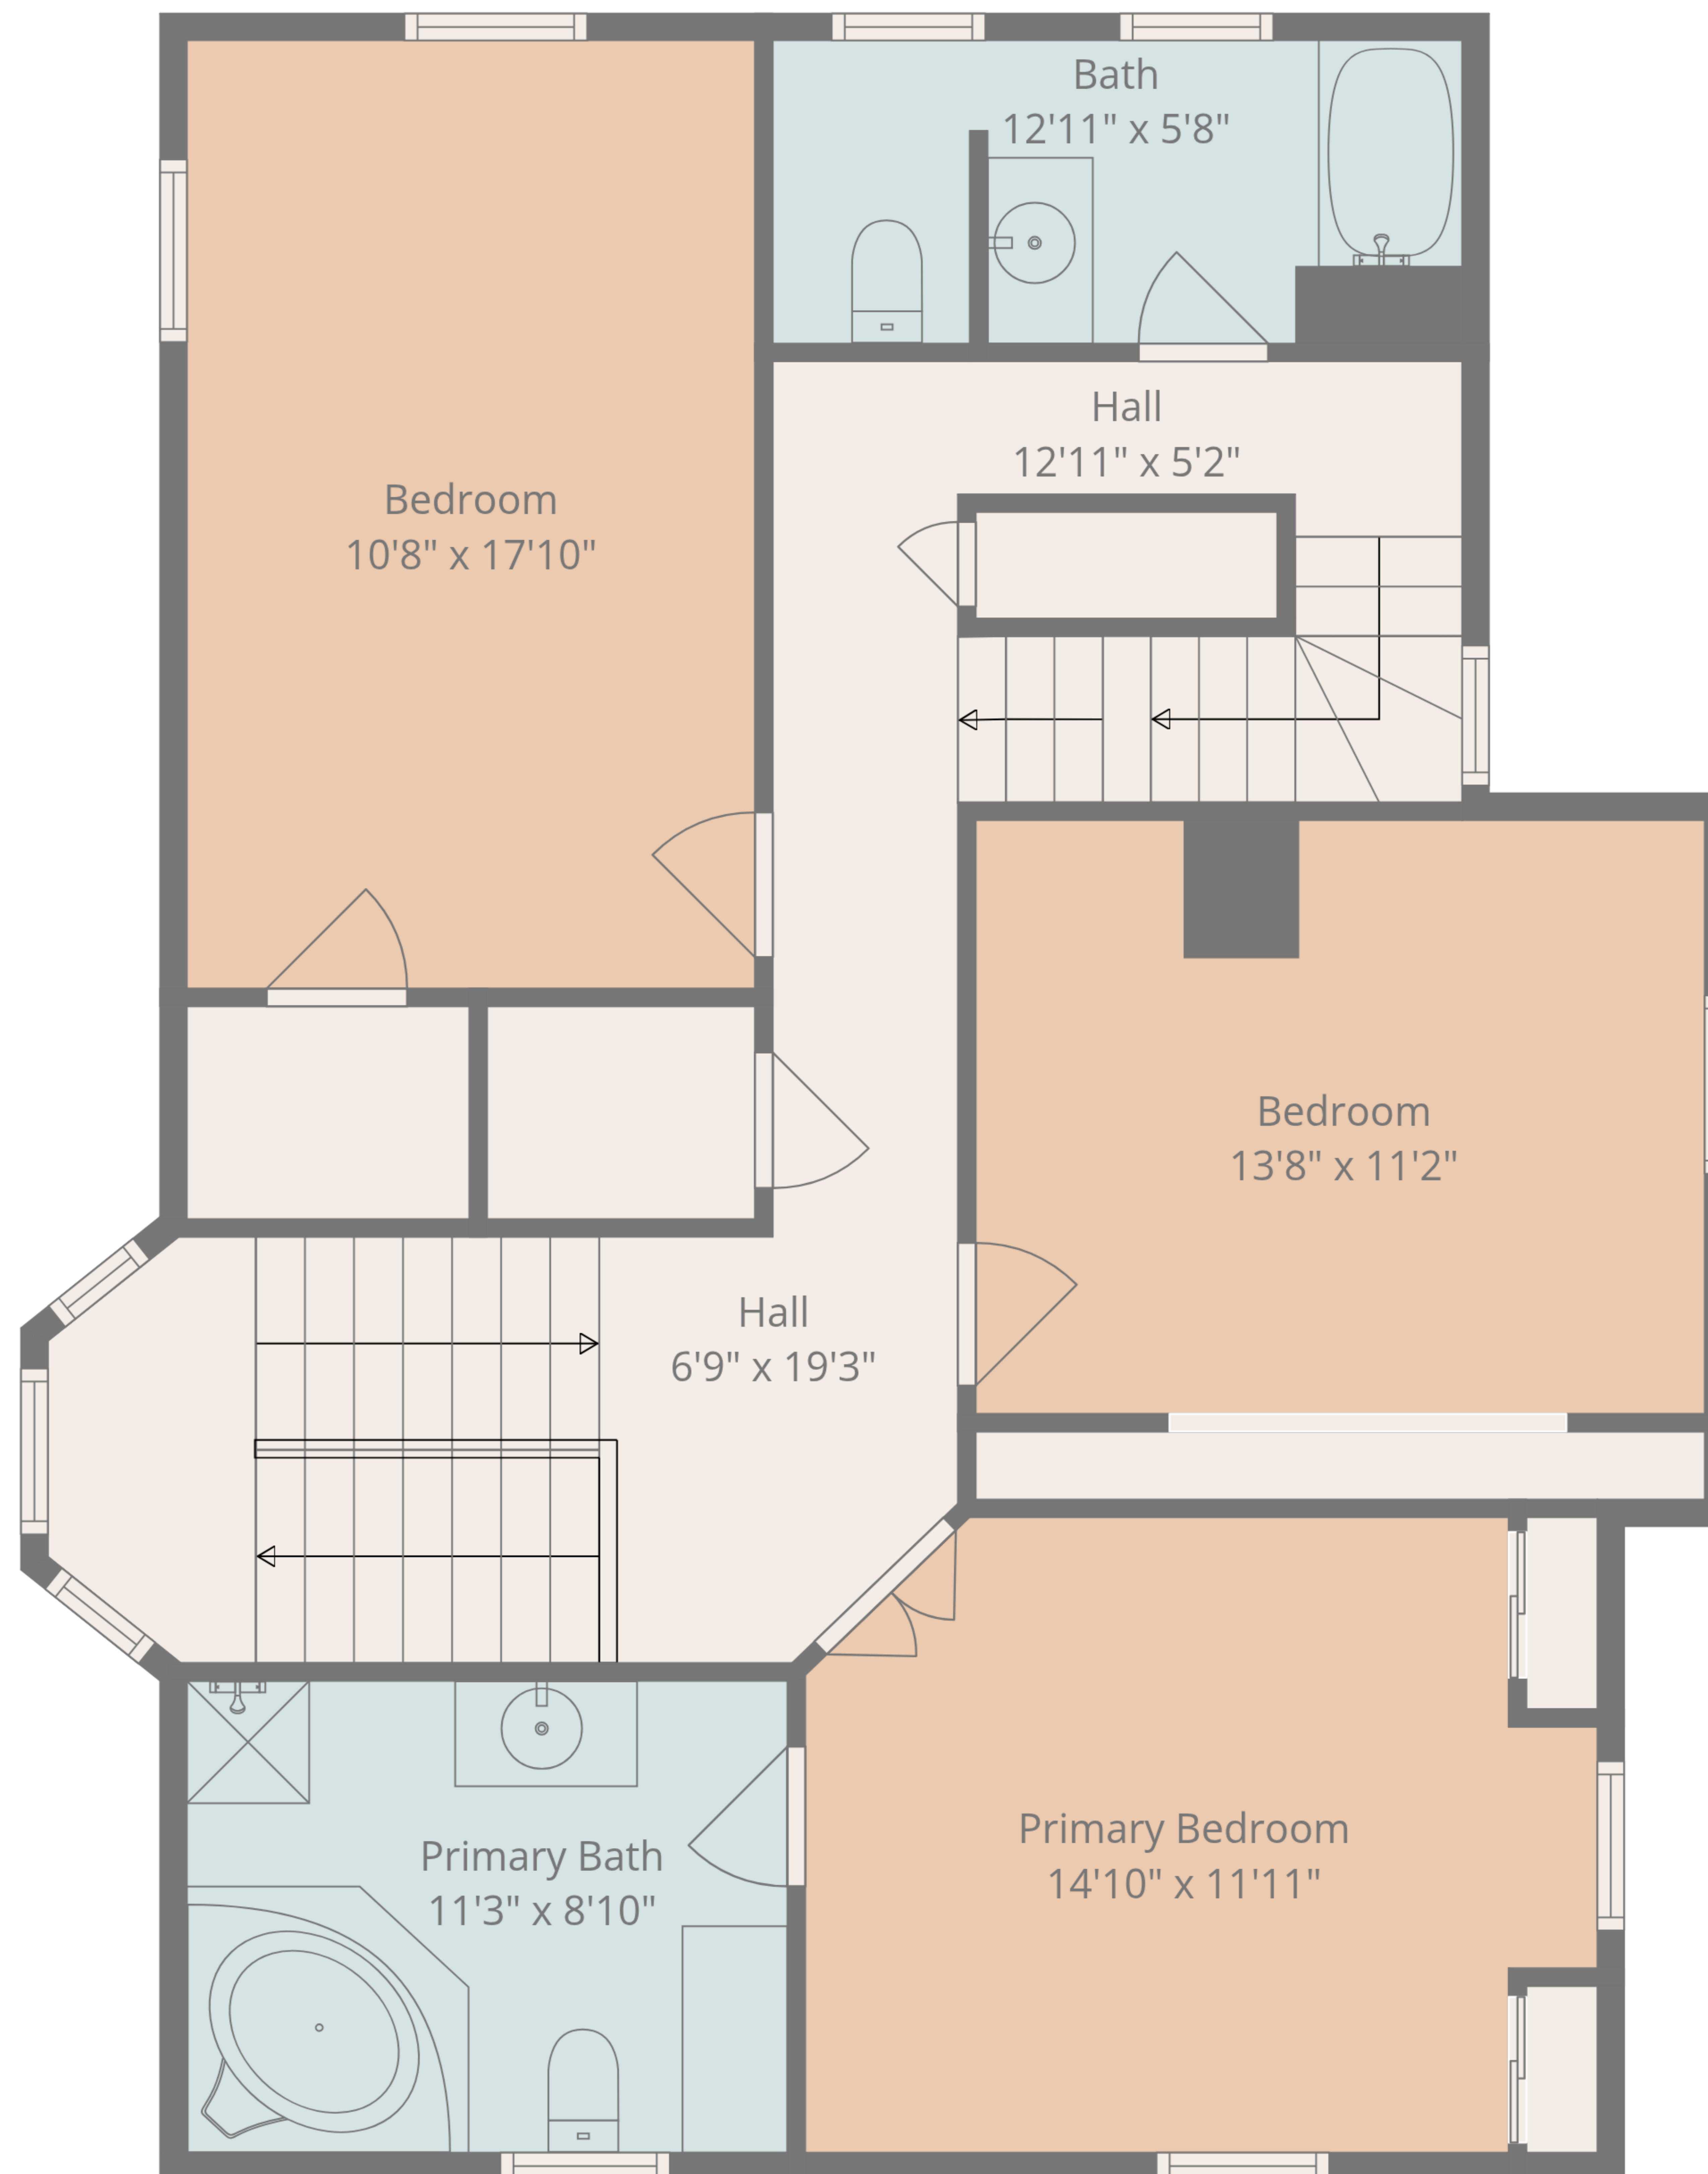 Bath
12'11" x 5'8"
Hall
12'11" x 5'2"
Bedroom
10'8" x 17'10"
Bedroom
13'8" x 11'2"
Hall
6'9" x 19'3"
Primary Bedroom
14'10" x 11'11"
Primary Bath
11'3" x 8'10"